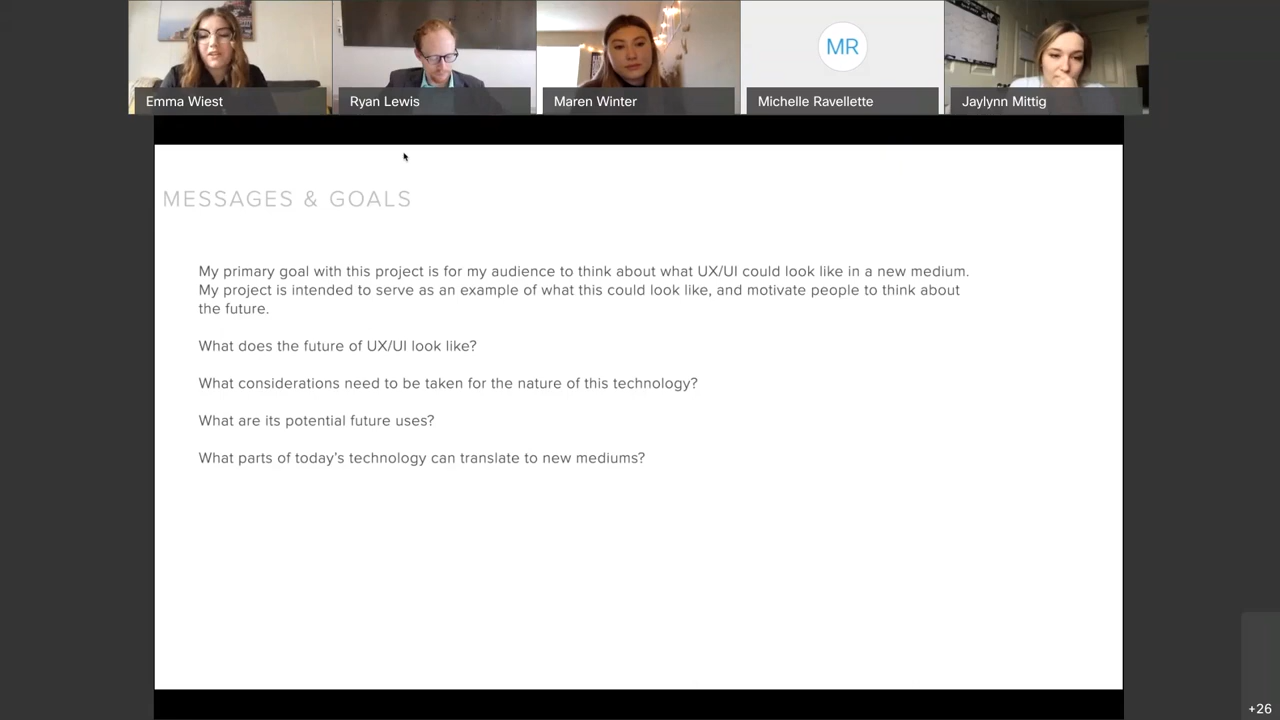 Emma Wiest
Ryan Lewis
Maren Winter
MR
Michelle Ravellette
Jaylynn Mittig
MESSAGES & GOALS
My primary goal with this project is for my audience to think about what UX/UI could look like in a new medium.
My project is intended to serve as an example of what this could look like, and motivate people to think about
the future.
What does the future of UX/UI look like?
What considerations need to be taken for the nature of this technology?
What are its potential future uses?
What parts of today's technology can translate to new mediums?
+26